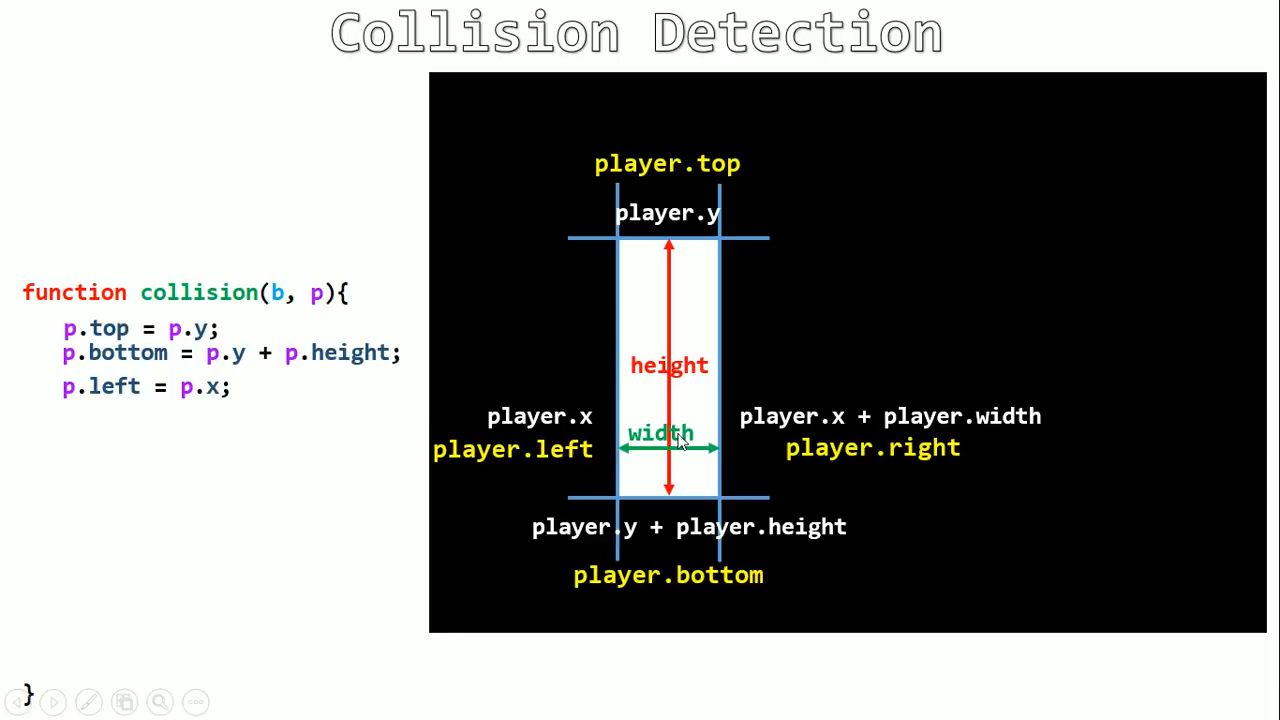 Collision Detection
function collision(b, p){
p.top = p.y;
p.bottom = p.y + p.height;
p.left = p.x;
}
player.top
player.y
height
player.x
player.left
width
player.x + player.width
player.right
player.y + player.height
player.bottom